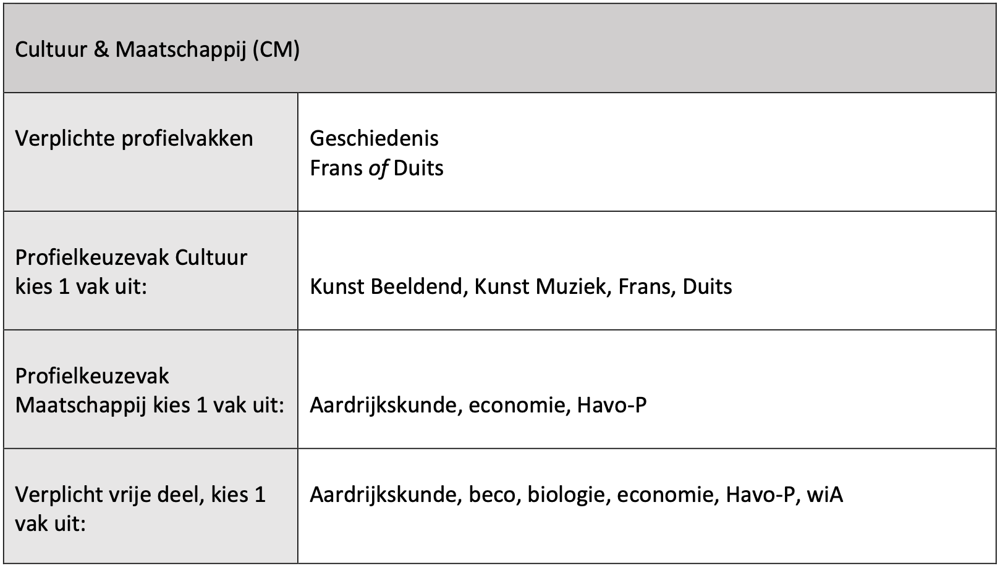 Cultuur & Maatschappij (CM)
Verplichte profielvakken
Geschiedenis
Frans of Duits
Profielkeuzevak Cultuur
kies 1 vak uit:
Kunst Beeldend, Kunst Muziek, Frans, Duits
Profielkeuzevak
Maatschappij kies 1 vak uit:
Aardrijkskunde, economie, Havo-P
Verplicht vrije deel, kies 1
vak uit:
Aardrijkskunde, beco, biologie, economie, Havo-P, wiA